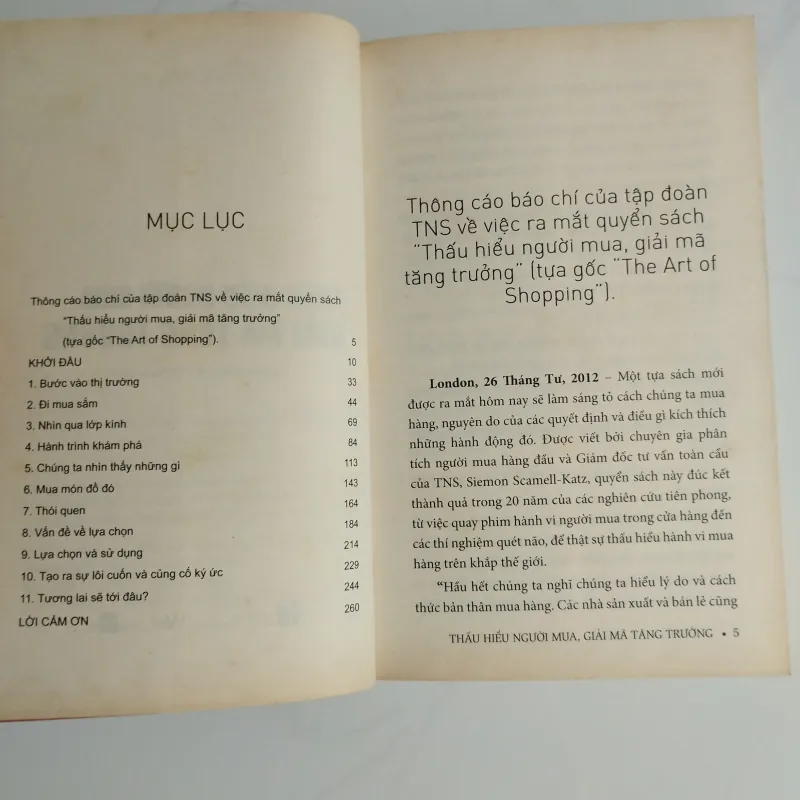 MỤC LỤC
Thông cáo báo chí của tập đoàn TNS về việc ra mắt quyển sách
“Thấu hiểu người mua, giải mã tăng trưởng”
(tựa gốc “The Art of Shopping”). 5
KHỞI ĐẦU 10
1. Bước vào thị trường 33
2. Đi mua sắm 44
3. Nhìn qua lớp kính 69
4. Hành trình khám phá 84
5. Chúng ta nhìn thấy những gì 113
6. Mua món đồ đó 143
7. Thói quen 164
8. Vấn đề về lựa chọn 184
9. Lựa chọn và sử dụng 214
10. Tạo ra sự lôi cuốn và củng cố ký ức 229
11. Tương lai sẽ tới đâu? 244
LỜI CẢM ƠN 260
Thông cáo báo chí của tập đoàn
TNS về việc ra mắt quyển sách
“Thấu hiểu người mua, giải mã
tăng trưởng” (tựa gốc “The Art of
Shopping”).
London, 26 Tháng Tư, 2012 – Một tựa sách mới
được ra mắt hôm nay sẽ làm sáng tỏ cách chúng ta mua
hàng, nguyên do của các quyết định và điều gì kích thích
những hành động đó. Được viết bởi chuyên gia phân
tích người mua hàng đầu và Giám đốc tư vấn toàn cầu
của TNS, Siemon Scamell-Katz, quyển sách này đúc kết
thành quả trong 20 năm của các nghiên cứu tiên phong,
từ việc quay phim hành vi người mua trong cửa hàng đến
các thí nghiệm quét não, để thật sự thấu hiểu hành vi mua
hàng trên khắp thế giới.
“Hầu hết chúng ta nghĩ chúng ta hiểu lý do và cách
thức bản thân mua hàng. Các nhà sản xuất và bán lẻ cũng
THẤU HIỂU NGƯỜI MUA, GIẢI MÃ TĂNG TRƯỞNG • 5